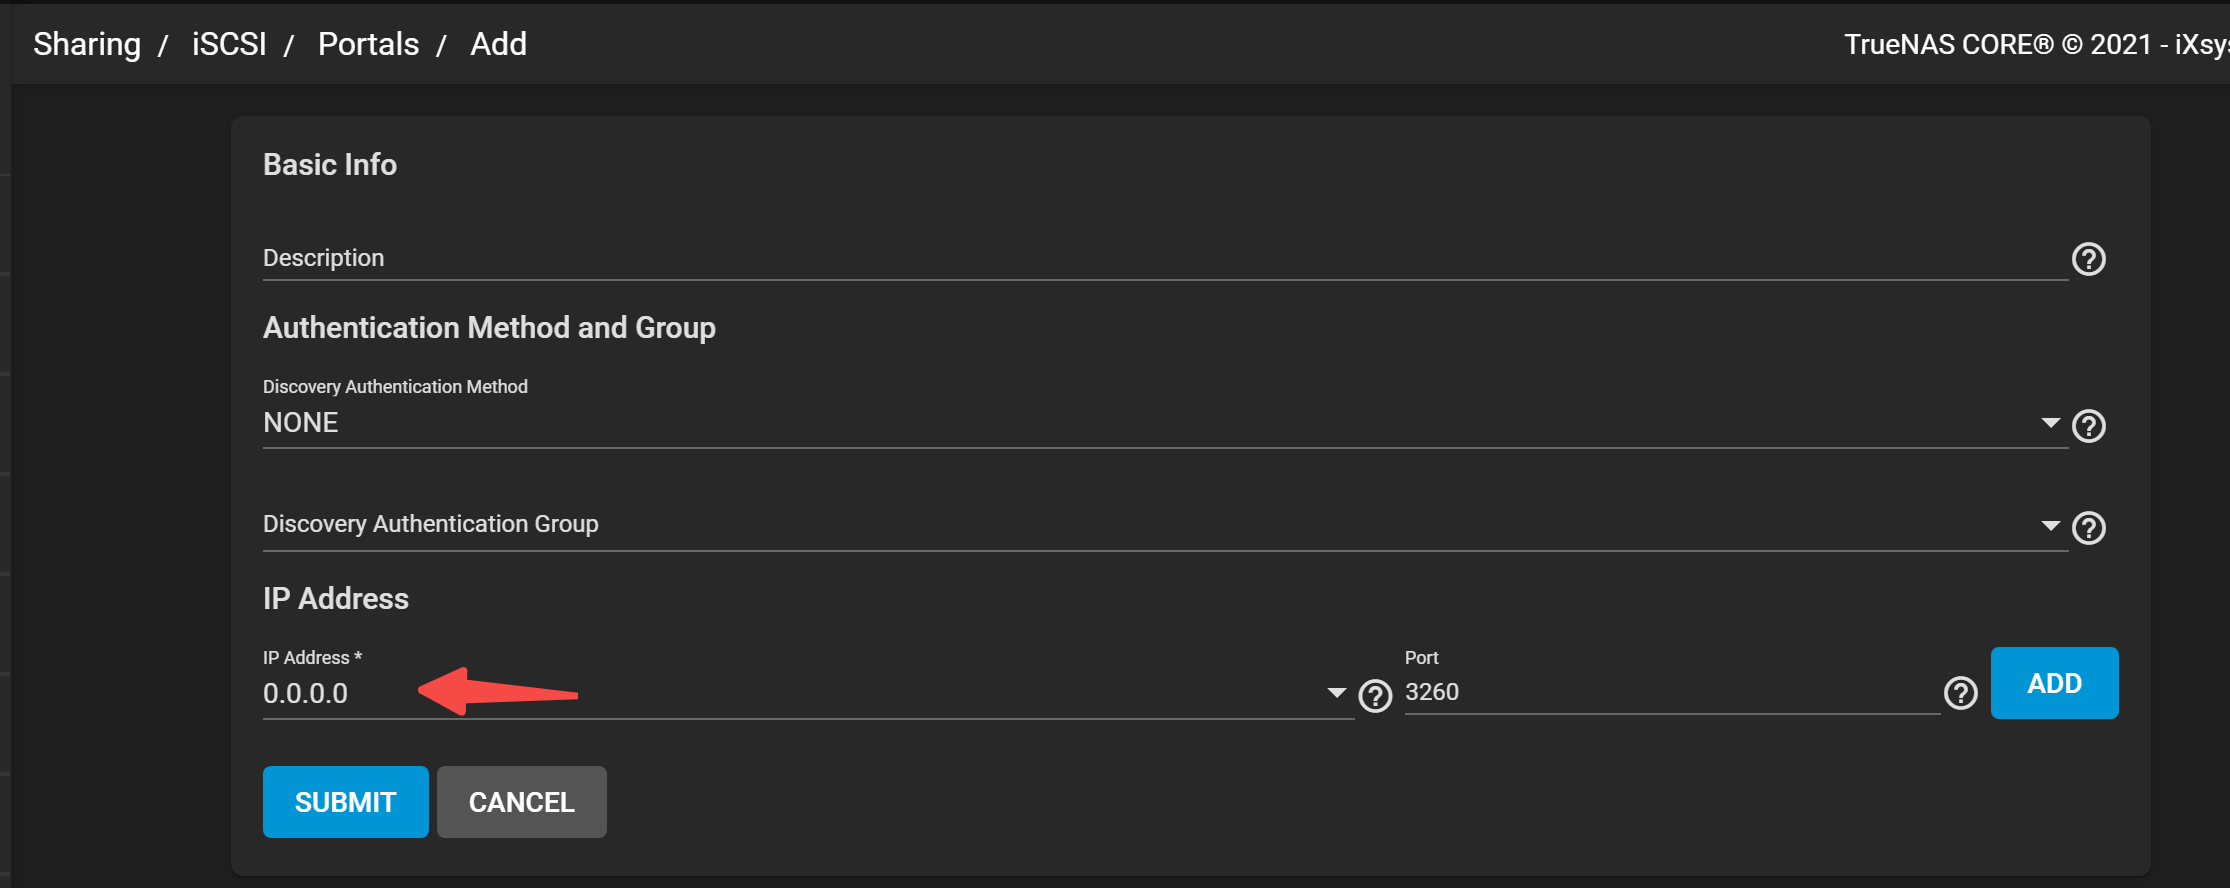 Sharing / iSCSI / Portals / Add
TrueNAS CORE® © 2021 - iXsys
Basic Info
Description
Authentication Method and Group
Discovery Authentication Method
NONE
Discovery Authentication Group
IP Address
IP Address * Port
0.0.0.0 3260 ADD
SUBMIT CANCEL